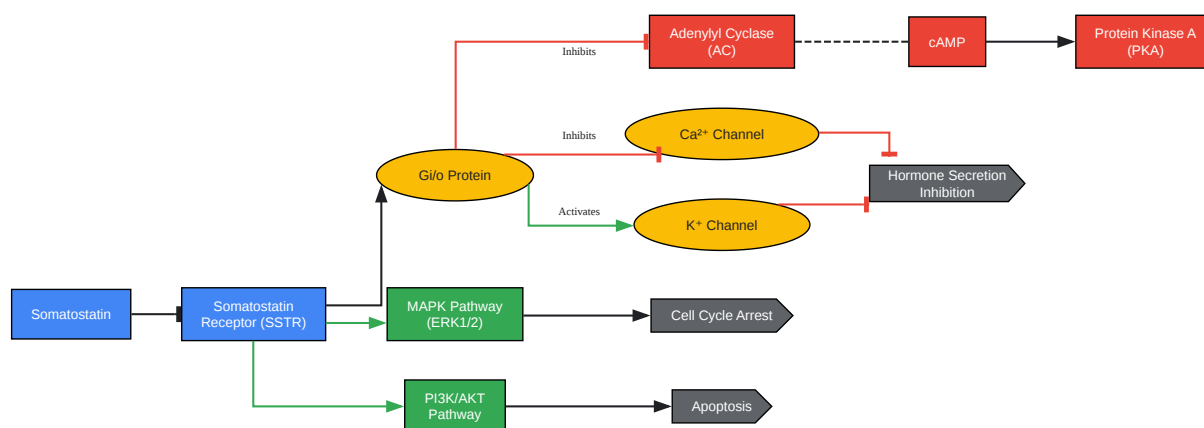 Adenylyl Cyclase
(AC)
cAMP
Protein Kinase A
(PKA)
Inhibits
Inhibits
Ca²⁺ Channel
Gi/o Protein
Hormone Secretion
Inhibition
Activates
K⁺ Channel
Somatostatin
Somatostatin
Receptor (SSTR)
MAPK Pathway
(ERK1/2)
Cell Cycle Arrest
PI3K/AKT
Pathway
Apoptosis